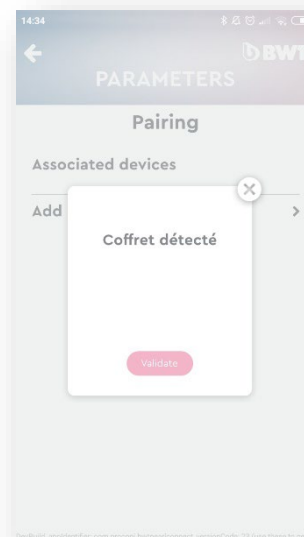 14:34
BWT
PARAMETERS
Pairing
Associated devices
Add
Coffret détecté
Validate